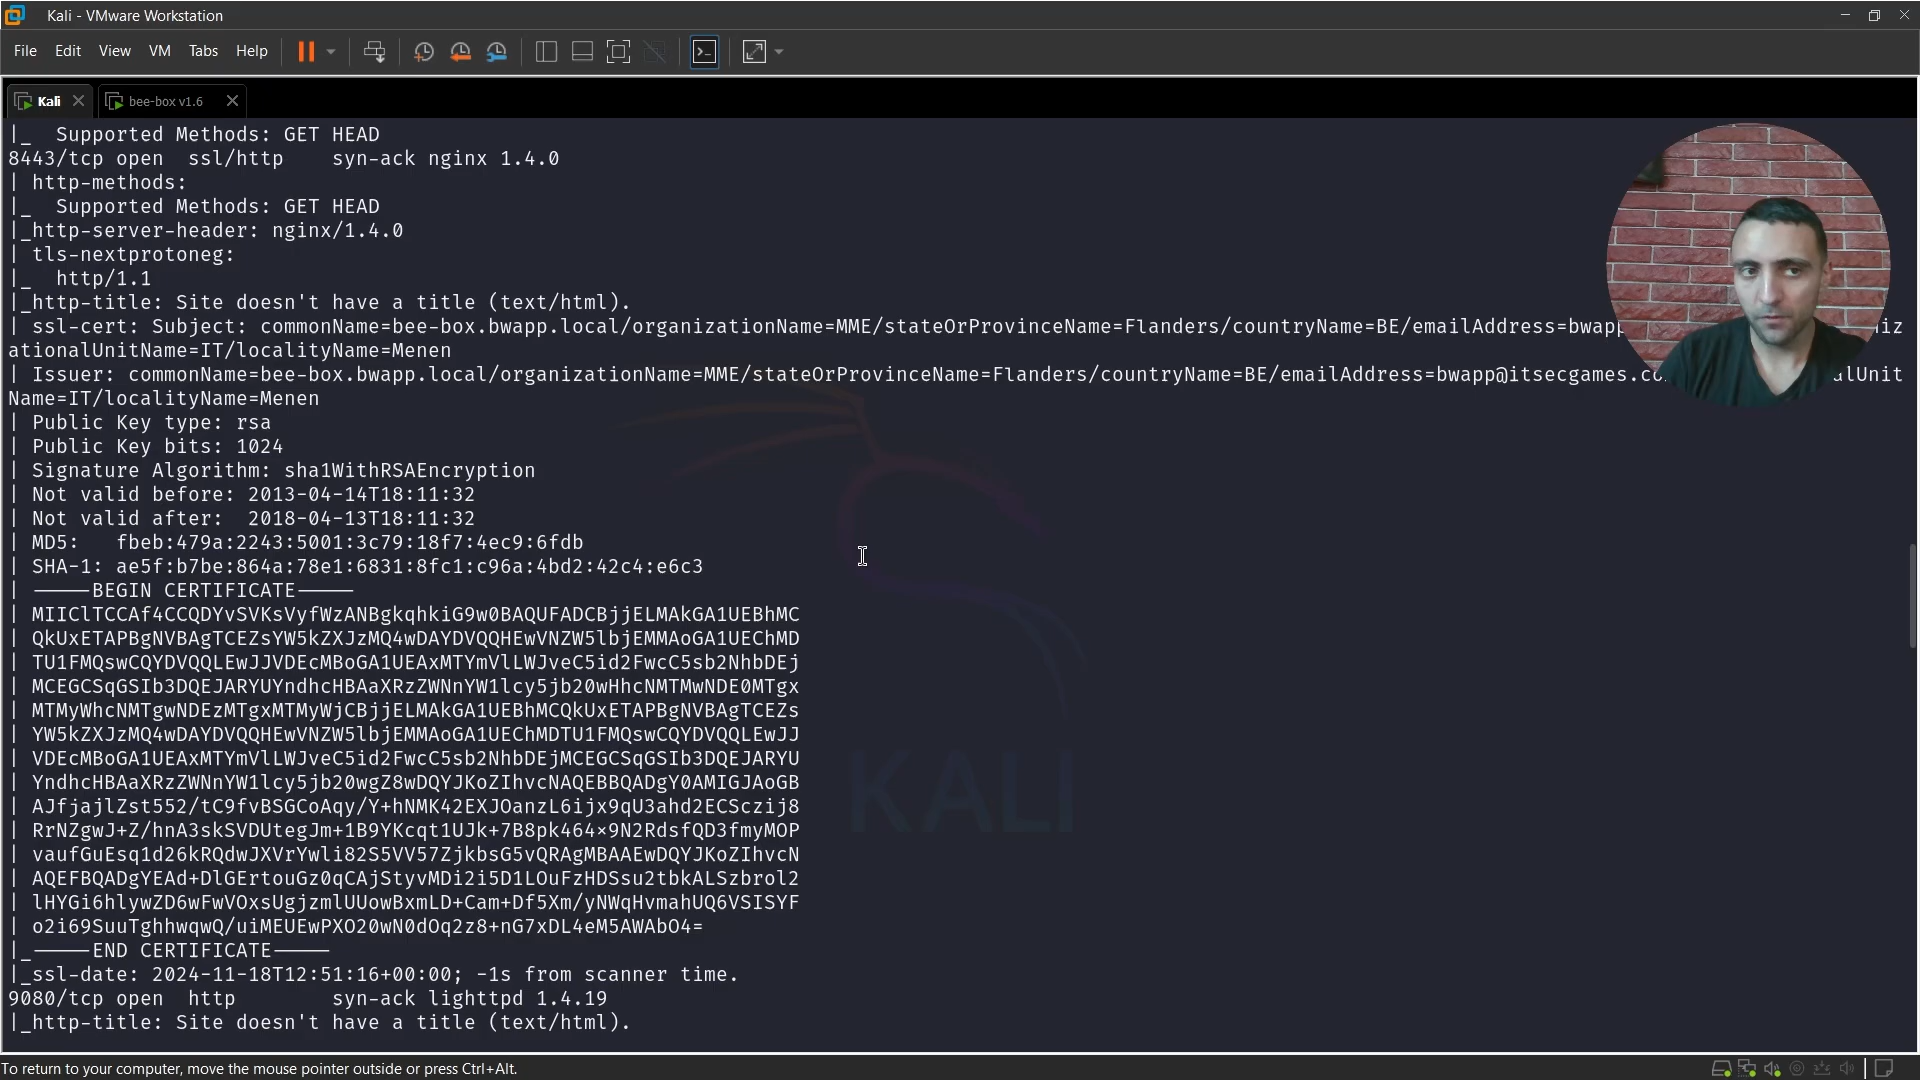 Kali - VMware Workstation
File Edit View VM Tabs Help
Kali bee-box v1.6
|_  Supported Methods: GET HEAD
8443/tcp open  ssl/http    syn-ack nginx 1.4.0
| http-methods:
|_  Supported Methods: GET HEAD
|_http-server-header: nginx/1.4.0
| tls-nextprotoneg:
|_  http/1.1
|_http-title: Site doesn't have a title (text/html).
| ssl-cert: Subject: commonName=bee-box.bwapp.local/organizationName=MME/stateOrProvinceName=Flanders/countryName=BE/emailAddress=bwapp iz
ationalUnitName=IT/localityName=Menen
| Issuer: commonName=bee-box.bwapp.local/organizationName=MME/stateOrProvinceName=Flanders/countryName=BE/emailAddress=bwapp@itsecgames.co alUnit
Name=IT/localityName=Menen
| Public Key type: rsa
| Public Key bits: 1024
| Signature Algorithm: sha1WithRSAEncryption
| Not valid before: 2013-04-14T18:11:32
| Not valid after:  2018-04-13T18:11:32
| MD5:   fbeb:479a:2243:5001:3c79:18f7:4ec9:6fdb
| SHA-1: ae5f:b7be:864a:78e1:6831:8fc1:c96a:4bd2:42c4:e6c3
| -----BEGIN CERTIFICATE-----
| MIIClTCCAf4CCQDYvSVKsVyfWzANBgkqhkiG9w0BAQUFADCBjjELMAkGA1UEBhMC
| QkUxETAPBgNVBAgTCEZsYW5kZXJzMQ4wDAYDVQQHEwVNZW5lbjEMMAoGA1UEChMD
| TU1FMQswCQYDVQQLEwJJVDEcMBoGA1UEAxMTYmVlLWJveC5id2FwcC5sb2NhbDEj
| MCEGCSqGSIb3DQEJARYUYndhcHBAaXRzZWNnYW1lcy5jb20wHhcNMTMwNDE0MTgx
| MTMyWhcNMTgwNDEzMTgxMTMyWjCBjjELMAkGA1UEBhMCQkUxETAPBgNVBAgTCEZs
| YW5kZXJzMQ4wDAYDVQQHEwVNZW5lbjEMMAoGA1UEChMDTU1FMQswCQYDVQQLEwJJ
| VDEcMBoGA1UEAxMTYmVlLWJveC5id2FwcC5sb2NhbDEjMCEGCSqGSIb3DQEJARYU
| YndhcHBAaXRzZWNnYW1lcy5jb20wgZ8wDQYJKoZIhvcNAQEBBQADgY0AMIGJAoGB
| AJfjajlZst552/tC9fvBSGCoAqy/Y+hNMK42EXJOanzL6ijx9qU3ahd2ECSczij8
| RrNZgwJ+Z/hnA3skSVDUtegJm+1B9YKcqt1UJk+7B8pk464×9N2RdsfQD3fmyMOP
| vaufGuEsq1d26kRQdwJXVrYwli82S5VV57ZjkbsG5vQRAgMBAAEwDQYJKoZIhvcN
| AQEFBQADgYEAd+DlGErtouGz0qCAjStyvMDi2i5D1LOuFzHDSsu2tbkALSzbrol2
| lHYGi6hlywZD6wFwVOxsUgjzmlUUowBxmLD+Cam+Df5Xm/yNWqHvmahUQ6VSISYF
| o2i69SuuTghhwqwQ/uiMEUEwPXO20wN0dOq2z8+nG7xDL4eM5AWAbO4=
|_-----END CERTIFICATE-----
|_ssl-date: 2024-11-18T12:51:16+00:00; -1s from scanner time.
9080/tcp open  http        syn-ack lighttpd 1.4.19
|_http-title: Site doesn't have a title (text/html).
KALI
To return to your computer, move the mouse pointer outside or press Ctrl+Alt.